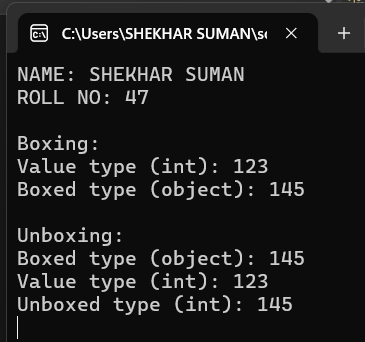 C:\Users\SHEKHAR SUMAN\sc
NAME: SHEKHAR SUMAN
ROLL NO: 47
Boxing:
Value type (int): 123
Boxed type (object): 145
Unboxing:
Boxed type (object): 145
Value type (int): 123
Unboxed type (int): 145